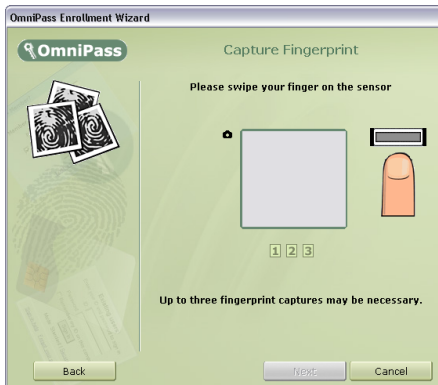 OmniPass Enrollment Wizard
OmniPass
Capture Fingerprint
Please swipe your finger on the sensor
1 2 3
Up to three fingerprint captures may be necessary.
Back
Next
Cancel